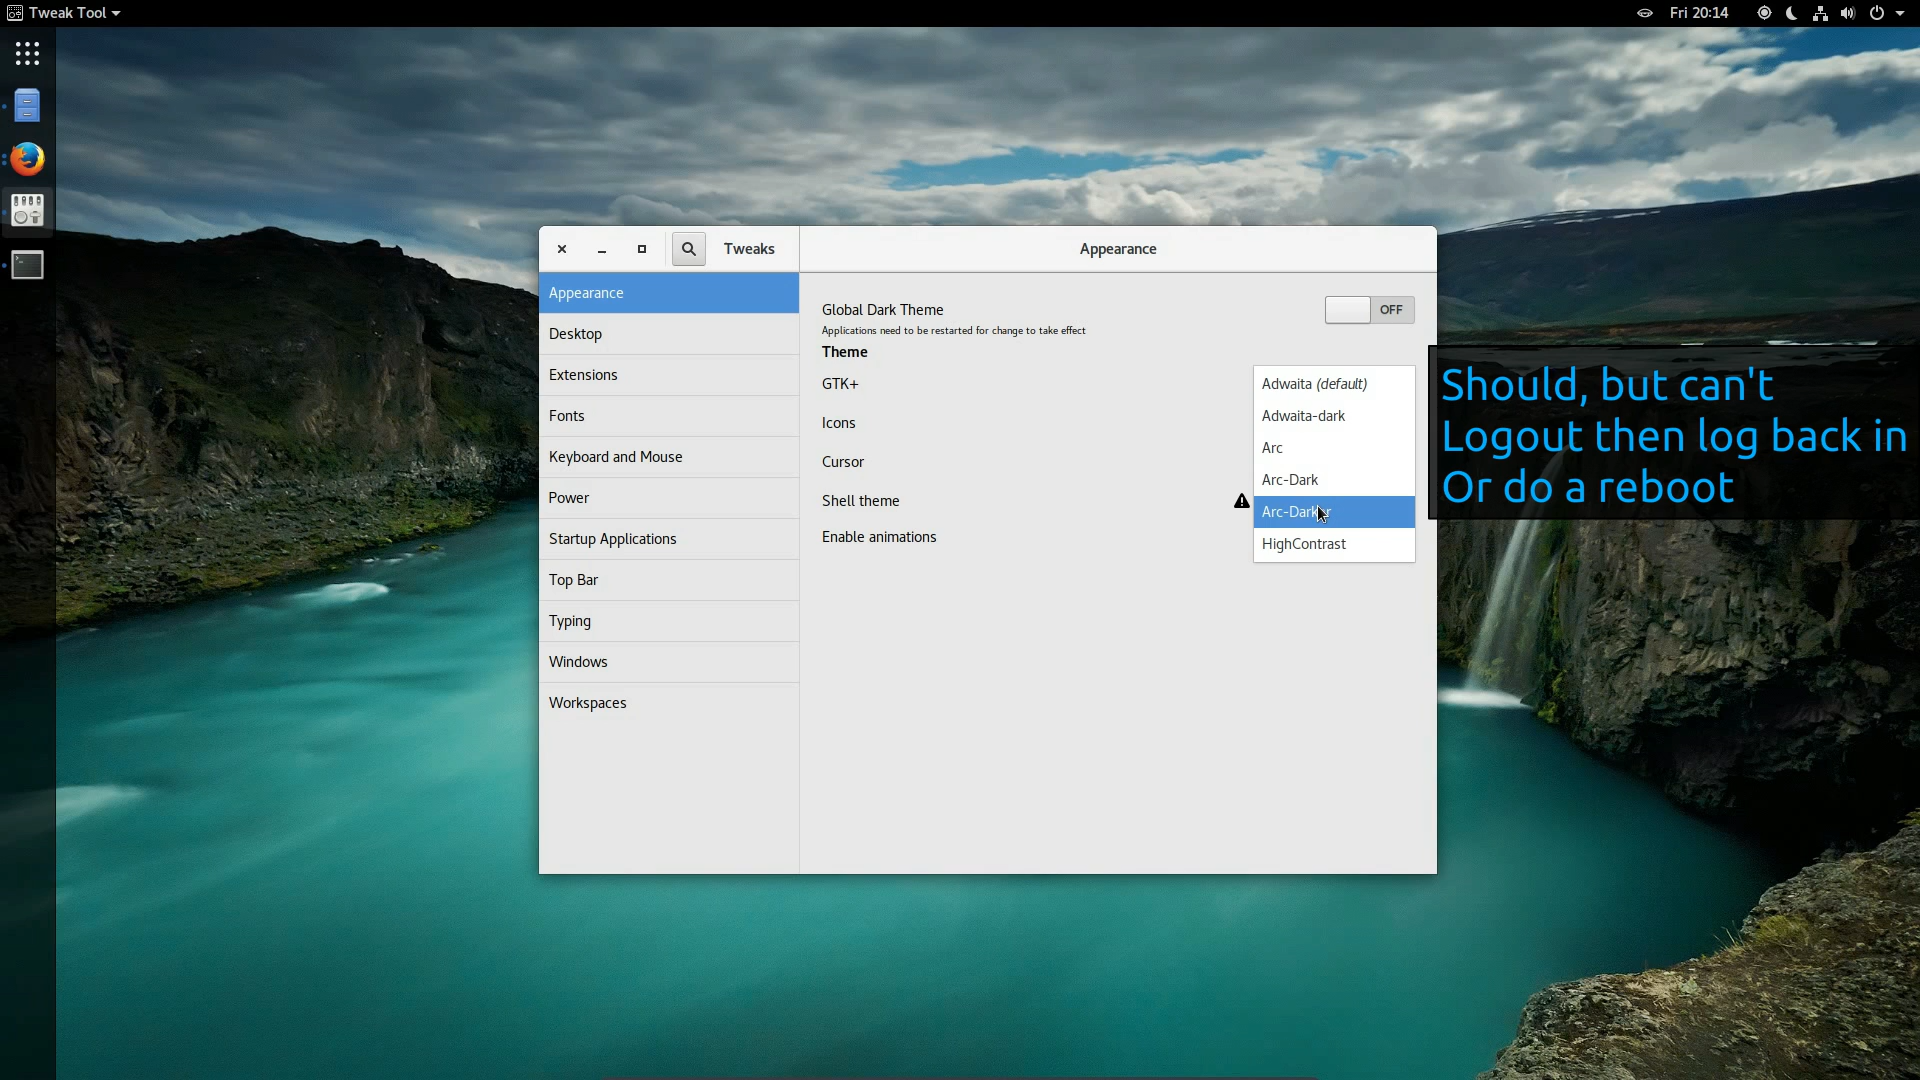 Tweak Tool
Fri 20:14
Tweaks
Appearance
Appearance
Desktop
Extensions
Fonts
Keyboard and Mouse
Power
Startup Applications
Top Bar
Typing
Windows
Workspaces
Global Dark Theme
OFF
Applications need to be restarted for change to take effect
Theme
GTK+
Icons
Cursor
Shell theme
Enable animations
Adwaita (default)
Adwaita-dark
Arc
Arc-Dark
Arc-Darker
HighContrast
Should, but can't
Logout then log back in
Or do a reboot